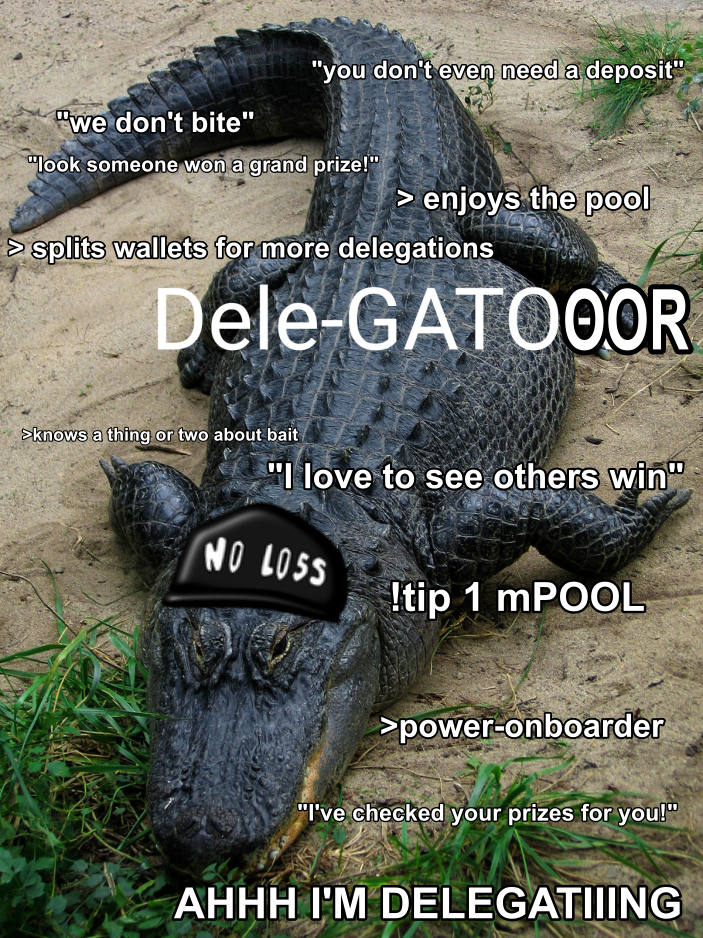 "you don't even need a deposit"
"we don't bite"
"look someone won a grand prize!"
> enjoys the pool
> splits wallets for more delegations
Dele-GATOOOR
>knows a thing or two about bait
"I love to see others win"
NO LOSS
!tip 1 mPOOL
>power-onboarder
"I've checked your prizes for you!"
AHHH I'M DELEGATIIING